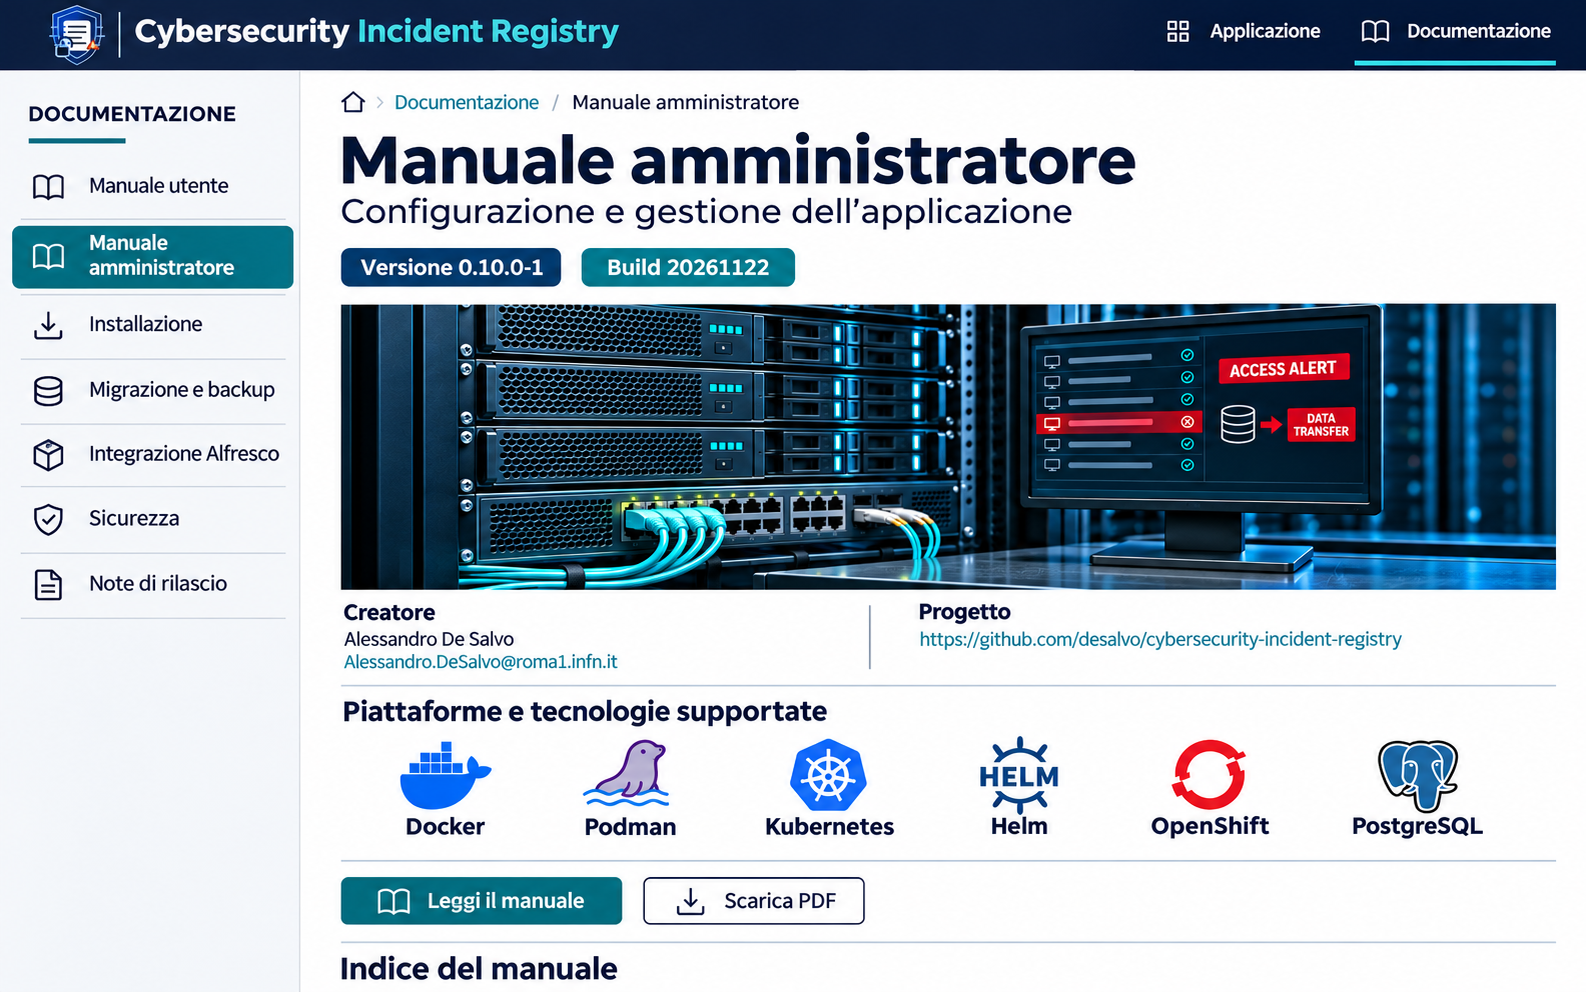 Cybersecurity Incident Registry
Applicazione
Documentazione
DOCUMENTAZIONE
Manuale utente
Manuale
amministratore
Installazione
Migrazione e backup
Integrazione Alfresco
Sicurezza
Note di rilascio
Documentazione / Manuale amministratore
Manuale amministratore
Configurazione e gestione dell’applicazione
Versione 0.10.0-1
Build 20261122
ACCESS ALERT
DATA
TRANSFER
Creatore
Alessandro De Salvo
Alessandro.DeSalvo@roma1.infn.it
Progetto
https://github.com/desalvo/cybersecurity-incident-registry
Piattaforme e tecnologie supportate
HELM
Docker
Podman
Kubernetes
Helm
OpenShift
PostgreSQL
Leggi il manuale
Scarica PDF
Indice del manuale